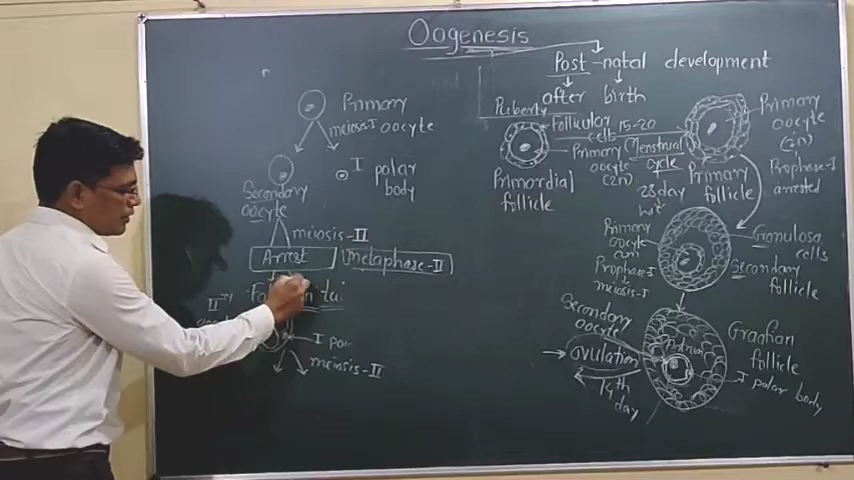 Oogenesis
Post-natal development
after birth
Puberty
Primary
oocyte
meiosis-I
I polar
body
Secondary
oocyte
meiosis-II
Arrest
Metaphase-II
I
meiosis-II
Follicular
cells
Primary
oocyte
(2n)
Primordial
follicle
15-20
Menstrual
cycle
28 day
Primary
follicle
Primary
oocyte
(2n)
Prophase-I
arrested
Primary
oocyte
Prophase-I
meiosis-I
Granulosa
cells
Secondary
follicle
Secondary
oocyte
ovulation
14th
day
Graafian
follicle
I polar body